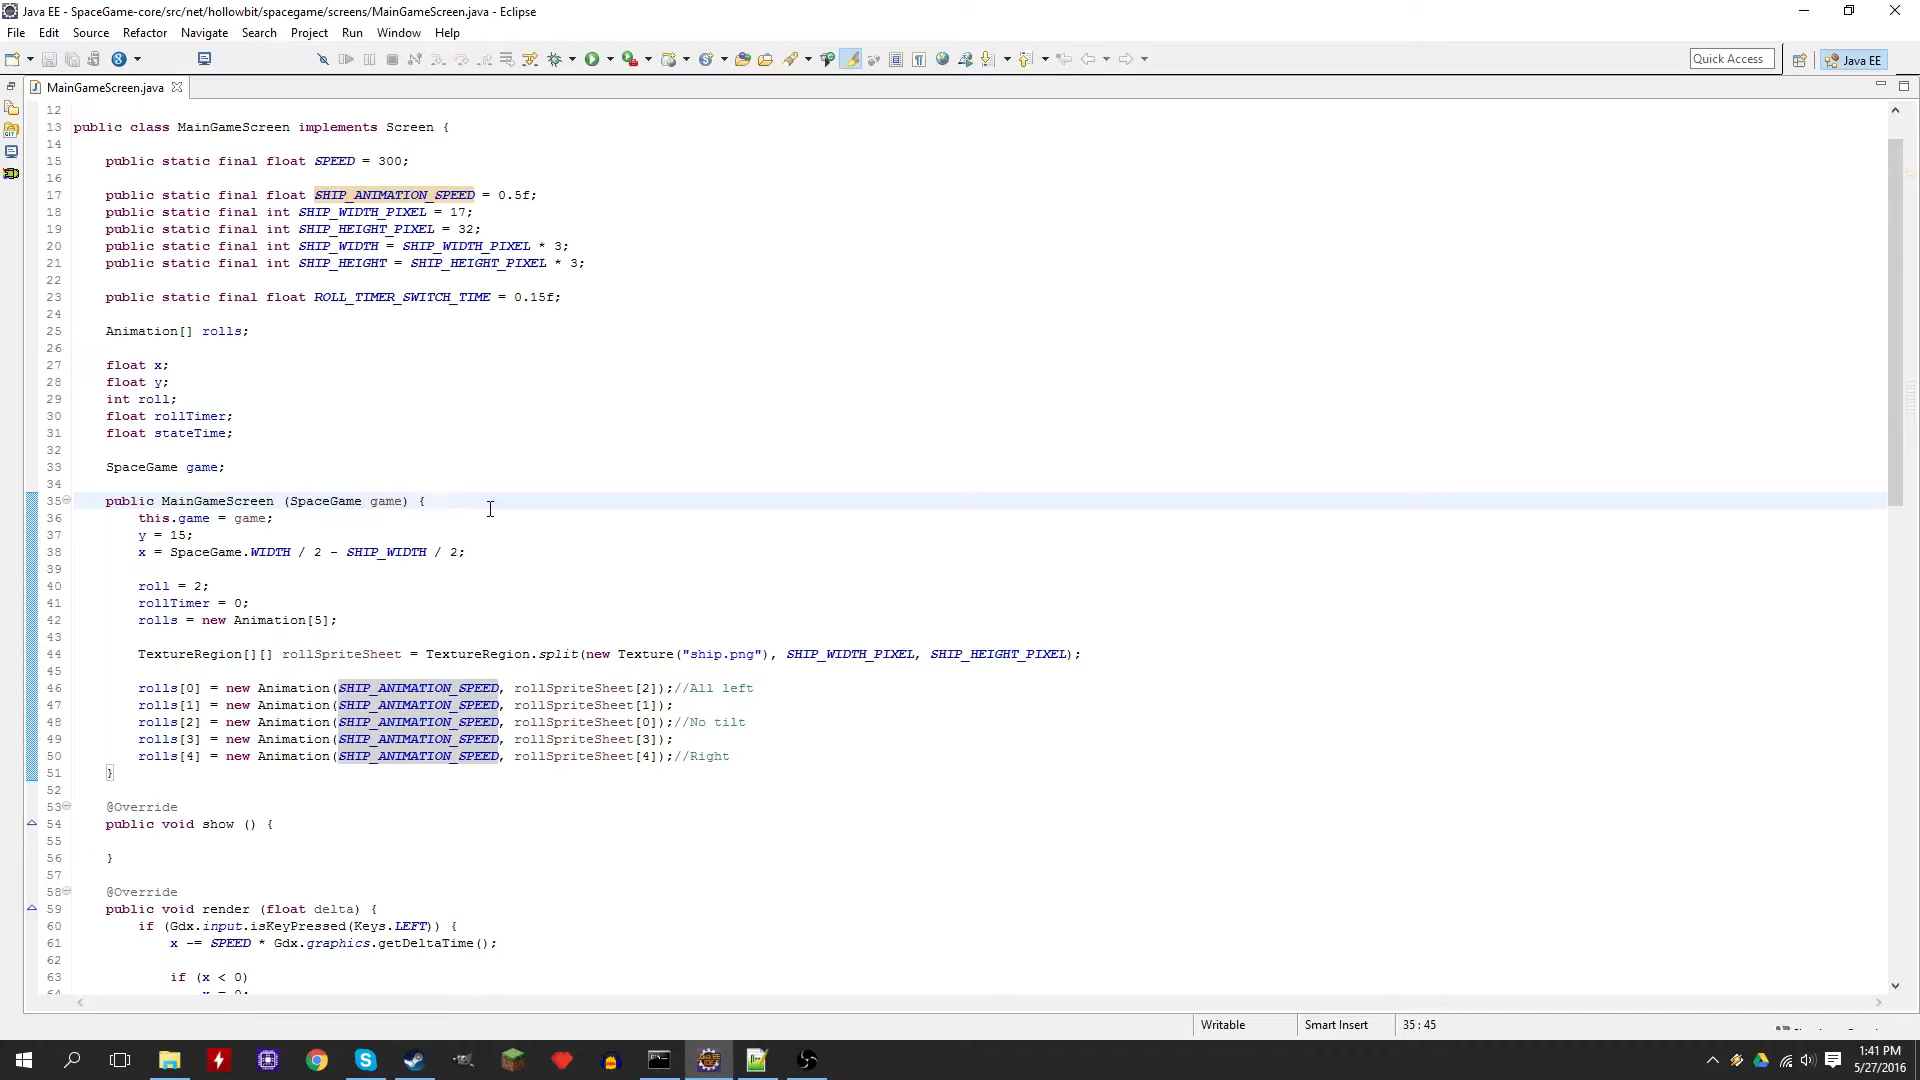 Java EE - SpaceGame-core/src/net/hollowbit/spacegame/screens/MainGameScreen.java - Eclipse
File Edit Source Refactor Navigate Search Project Run Window Help
Quick Access
Java EE
MainGameScreen.java
12
13 public class MainGameScreen implements Screen {
14
15 public static final float SPEED = 300;
16
17 public static final float SHIP_ANIMATION_SPEED = 0.5f;
18 public static final int SHIP_WIDTH_PIXEL = 17;
19 public static final int SHIP_HEIGHT_PIXEL = 32;
20 public static final int SHIP_WIDTH = SHIP_WIDTH_PIXEL * 3;
21 public static final int SHIP_HEIGHT = SHIP_HEIGHT_PIXEL * 3;
22
23 public static final float ROLL_TIMER_SWITCH_TIME = 0.15f;
24
25 Animation[] rolls;
26
27 float x;
28 float y;
29 int roll;
30 float rollTimer;
31 float stateTime;
32
33 SpaceGame game;
34
35 public MainGameScreen (SpaceGame game) {
36 this.game = game;
37 y = 15;
38 x = SpaceGame.WIDTH / 2 - SHIP_WIDTH / 2;
39
40 roll = 2;
41 rollTimer = 0;
42 rolls = new Animation[5];
43
44 TextureRegion[][] rollSpriteSheet = TextureRegion.split(new Texture("ship.png"), SHIP_WIDTH_PIXEL, SHIP_HEIGHT_PIXEL);
45
46 rolls[0] = new Animation(SHIP_ANIMATION_SPEED, rollSpriteSheet[2]);//All left
47 rolls[1] = new Animation(SHIP_ANIMATION_SPEED, rollSpriteSheet[1]);
48 rolls[2] = new Animation(SHIP_ANIMATION_SPEED, rollSpriteSheet[0]);//No tilt
49 rolls[3] = new Animation(SHIP_ANIMATION_SPEED, rollSpriteSheet[3]);
50 rolls[4] = new Animation(SHIP_ANIMATION_SPEED, rollSpriteSheet[4]);//Right
51 }
52
53 @Override
54 public void show () {
55
56 }
57
58 @Override
59 public void render (float delta) {
60 if (Gdx.input.isKeyPressed(Keys.LEFT)) {
61 x -= SPEED * Gdx.graphics.getDeltaTime();
62
63 if (x < 0)
Writable Smart Insert 35 : 45
1:41 PM
5/27/2016